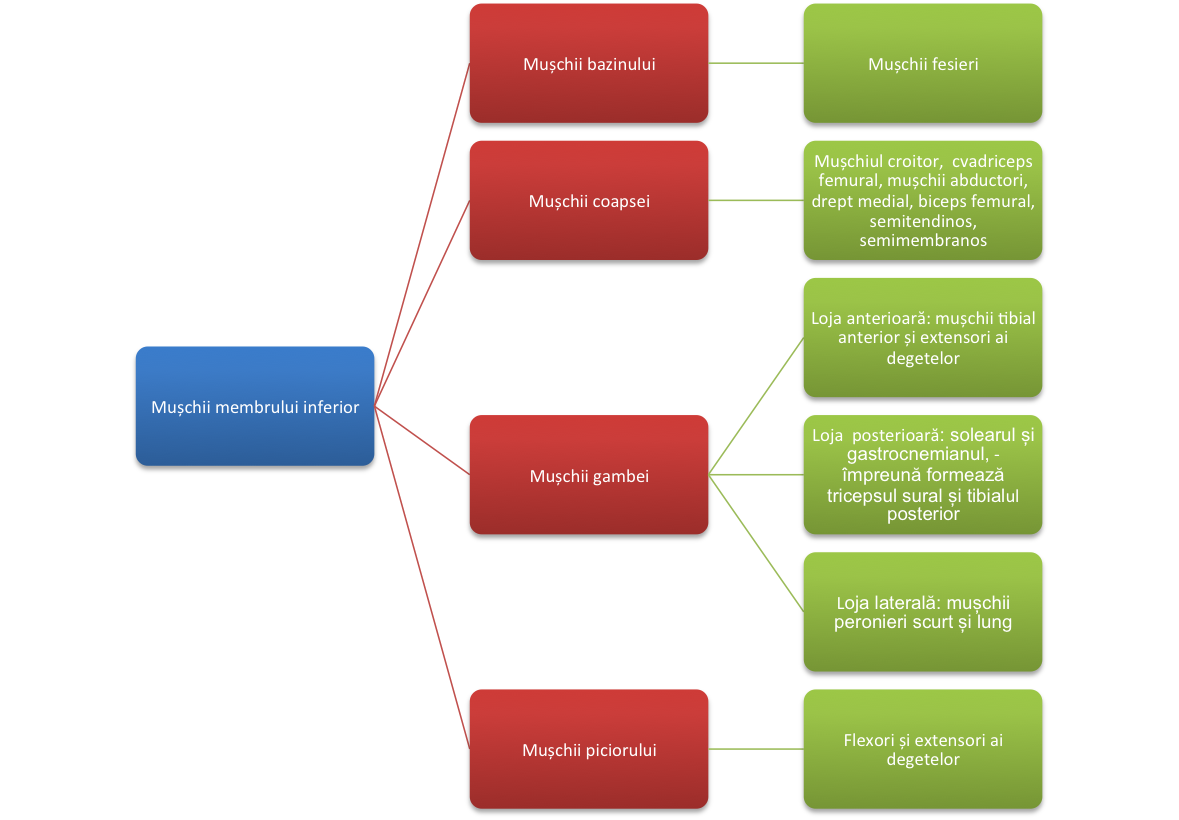 Mușchii membrului inferior
Mușchii bazinului
Mușchii fesieri
Mușchii coapsei
Mușchiul croitor,  cvadriceps
femural, mușchii abductori,
drept medial, biceps femural,
semitendinos,
semimembranos
Mușchii gambei
Loja anterioară: mușchii tibial
anterior și extensori ai
degetelor
Loja  posterioară: solearul și
gastrocnemianul, -
împreună formează
tricepsul sural și tibialul
posterior
Loja laterală: mușchii
peronieri scurt și lung
Mușchii piciorului
Flexori și extensori ai
degetelor